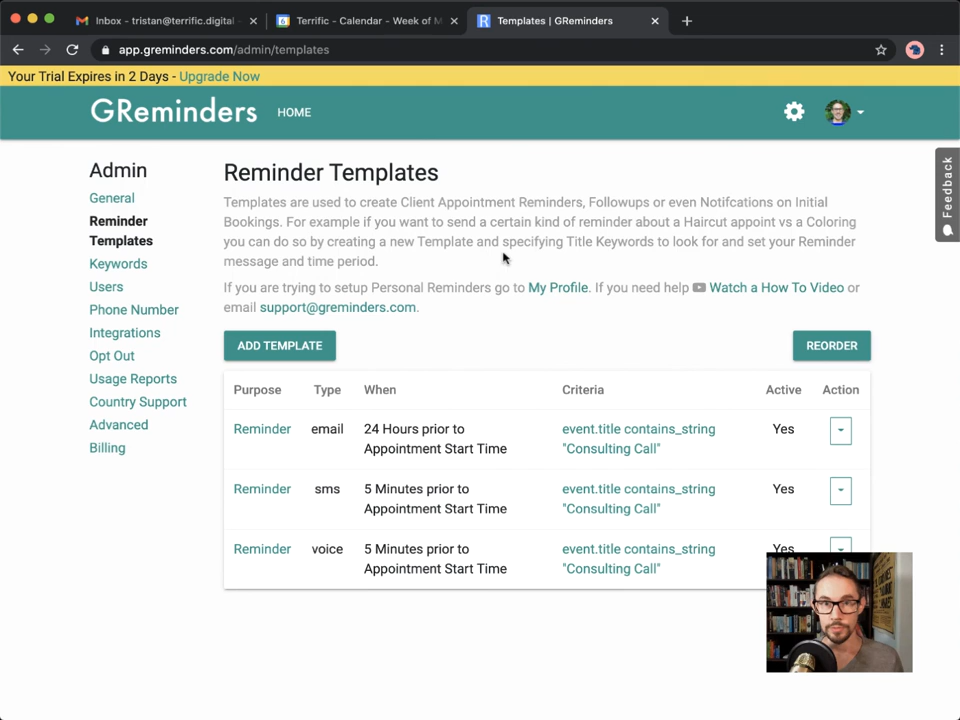 Inbox - tristan@terrific.digital
Terrific - Calendar - Week of M
Templates | GReminders
app.greminders.com/admin/templates
Your Trial Expires in 2 Days - Upgrade Now
GReminders
HOME
Feedback
Admin
General
Reminder
Templates
Keywords
Users
Phone Number
Integrations
Opt Out
Usage Reports
Country Support
Advanced
Billing
Reminder Templates
Templates are used to create Client Appointment Reminders, Followups or even Notifcations on Initial
Bookings. For example if you want to send a certain kind of reminder about a Haircut appoint vs a Coloring
you can do so by creating a new Template and specifying Title Keywords to look for and set your Reminder
message and time period.
If you are trying to setup Personal Reminders go to My Profile. If you need help Watch a How To Video or
email support@greminders.com.
ADD TEMPLATE
REORDER
Purpose Type When Criteria Active Action
Reminder email 24 Hours prior to event.title contains_string Yes
Appointment Start Time "Consulting Call"
Reminder sms 5 Minutes prior to event.title contains_string Yes
Appointment Start Time "Consulting Call"
Reminder voice 5 Minutes prior to event.title contains_string Yes
Appointment Start Time "Consulting Call"